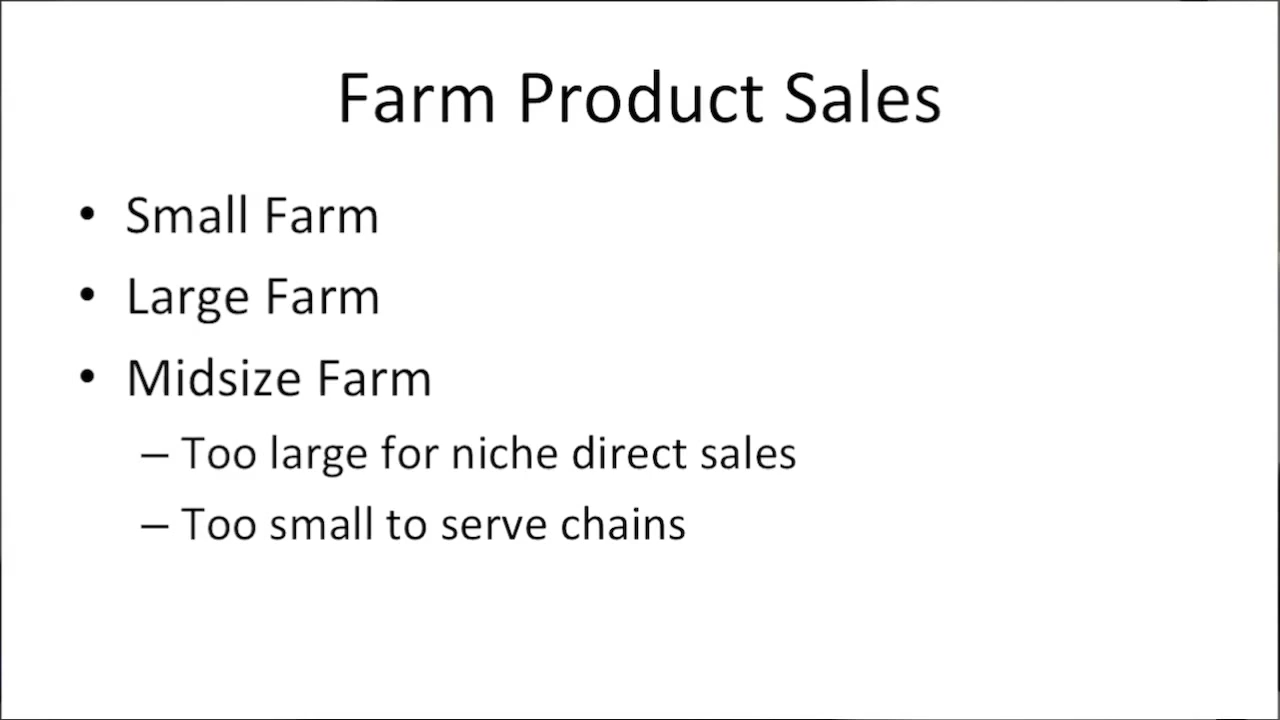 Farm Product Sales
• Small Farm
• Large Farm
• Midsize Farm
– Too large for niche direct sales
– Too small to serve chains